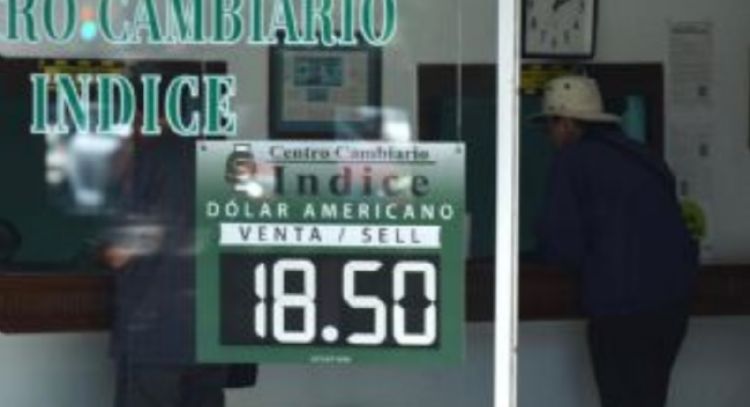 RO CAMBIARIO
INDICE
Centro Cambiario
Indice
DÓLAR AMERICANO
VENTA / SELL
18.50